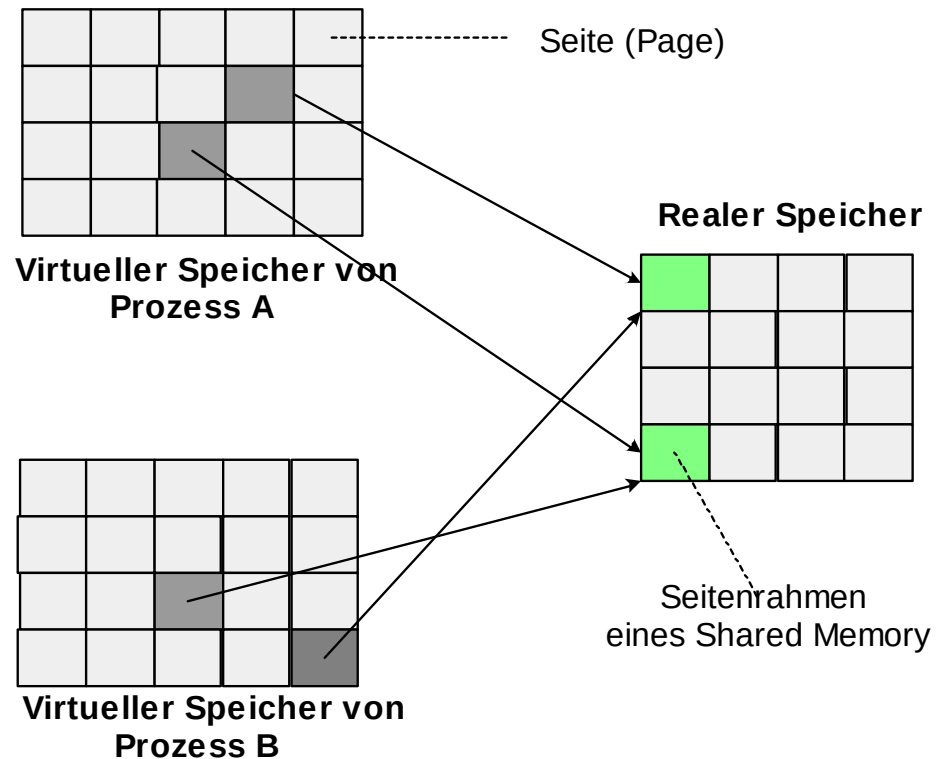 Seite (Page)
Virtueller Speicher von
Prozess A
Realer Speicher
Seitenrahmen
eines Shared Memory
Virtueller Speicher von
Prozess B